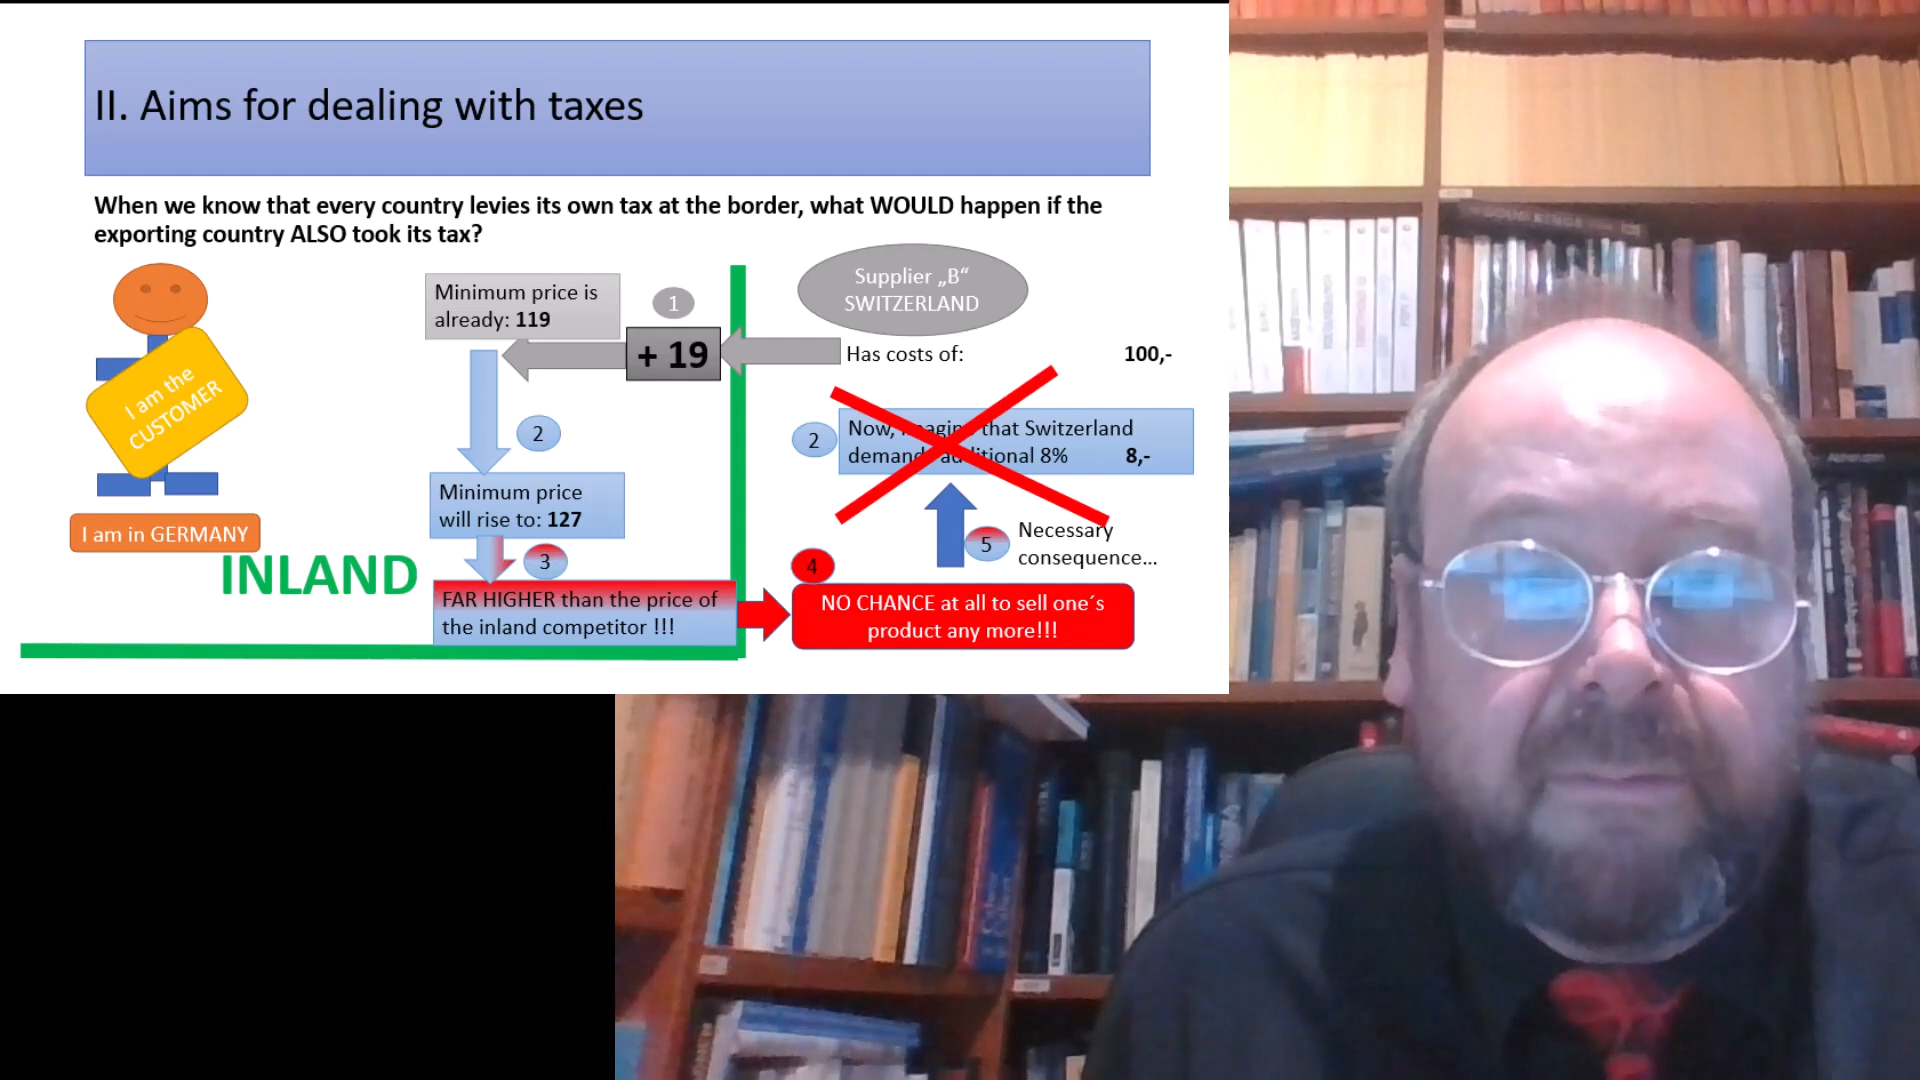 II. Aims for dealing with taxes
When we know that every country levies its own tax at the border, what WOULD happen if the
exporting country ALSO took its tax?
I am the
CUSTOMER
I am in GERMANY
INLAND
Minimum price is
already: 119
1
+ 19
Supplier „B“
SWITZERLAND
Has costs of: 100,-
2
Minimum price
will rise to: 127
3
FAR HIGHER than the price of
the inland competitor !!!
2
Now, imagine that Switzerland
demands additional 8% 8,-
5
Necessary
consequence...
4
NO CHANCE at all to sell one´s
product any more!!!